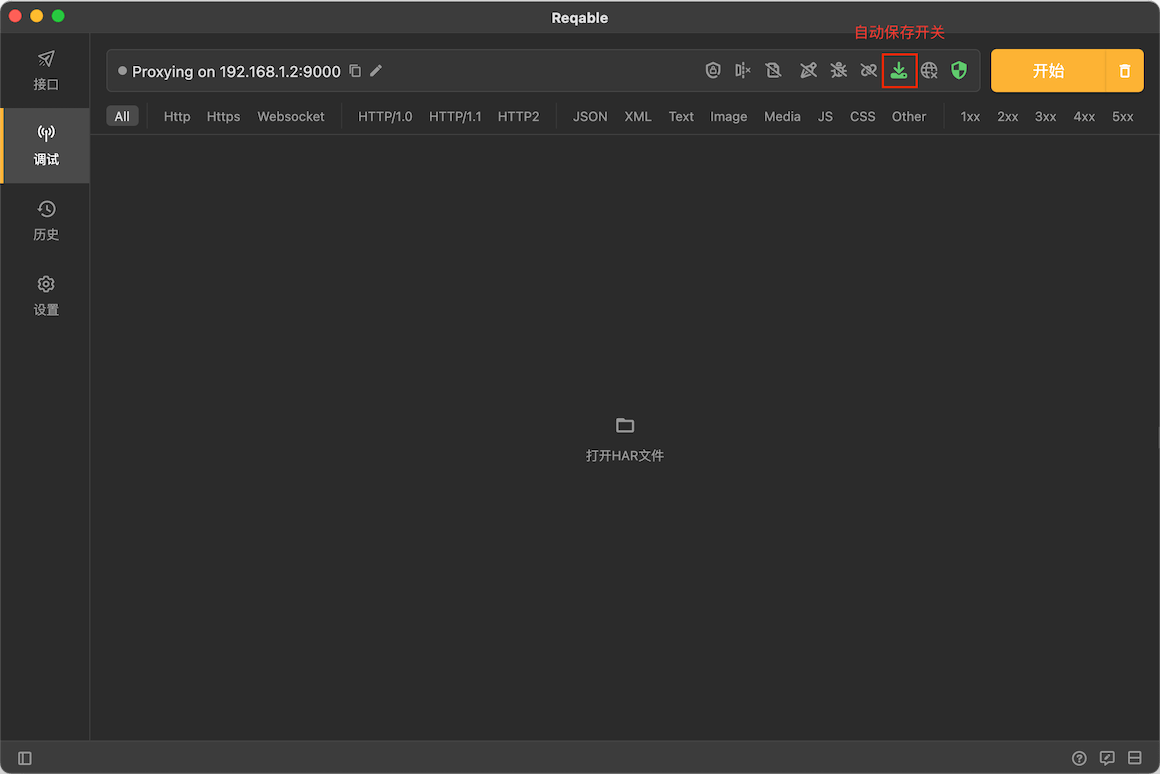 Reqable
自动保存开关
接口
Proxying on 192.168.1.2:9000
开始
All Http Https Websocket HTTP/1.0 HTTP/1.1 HTTP2 JSON XML Text Image Media JS CSS Other 1xx 2xx 3xx 4xx 5xx
调试
历史
设置
打开HAR文件